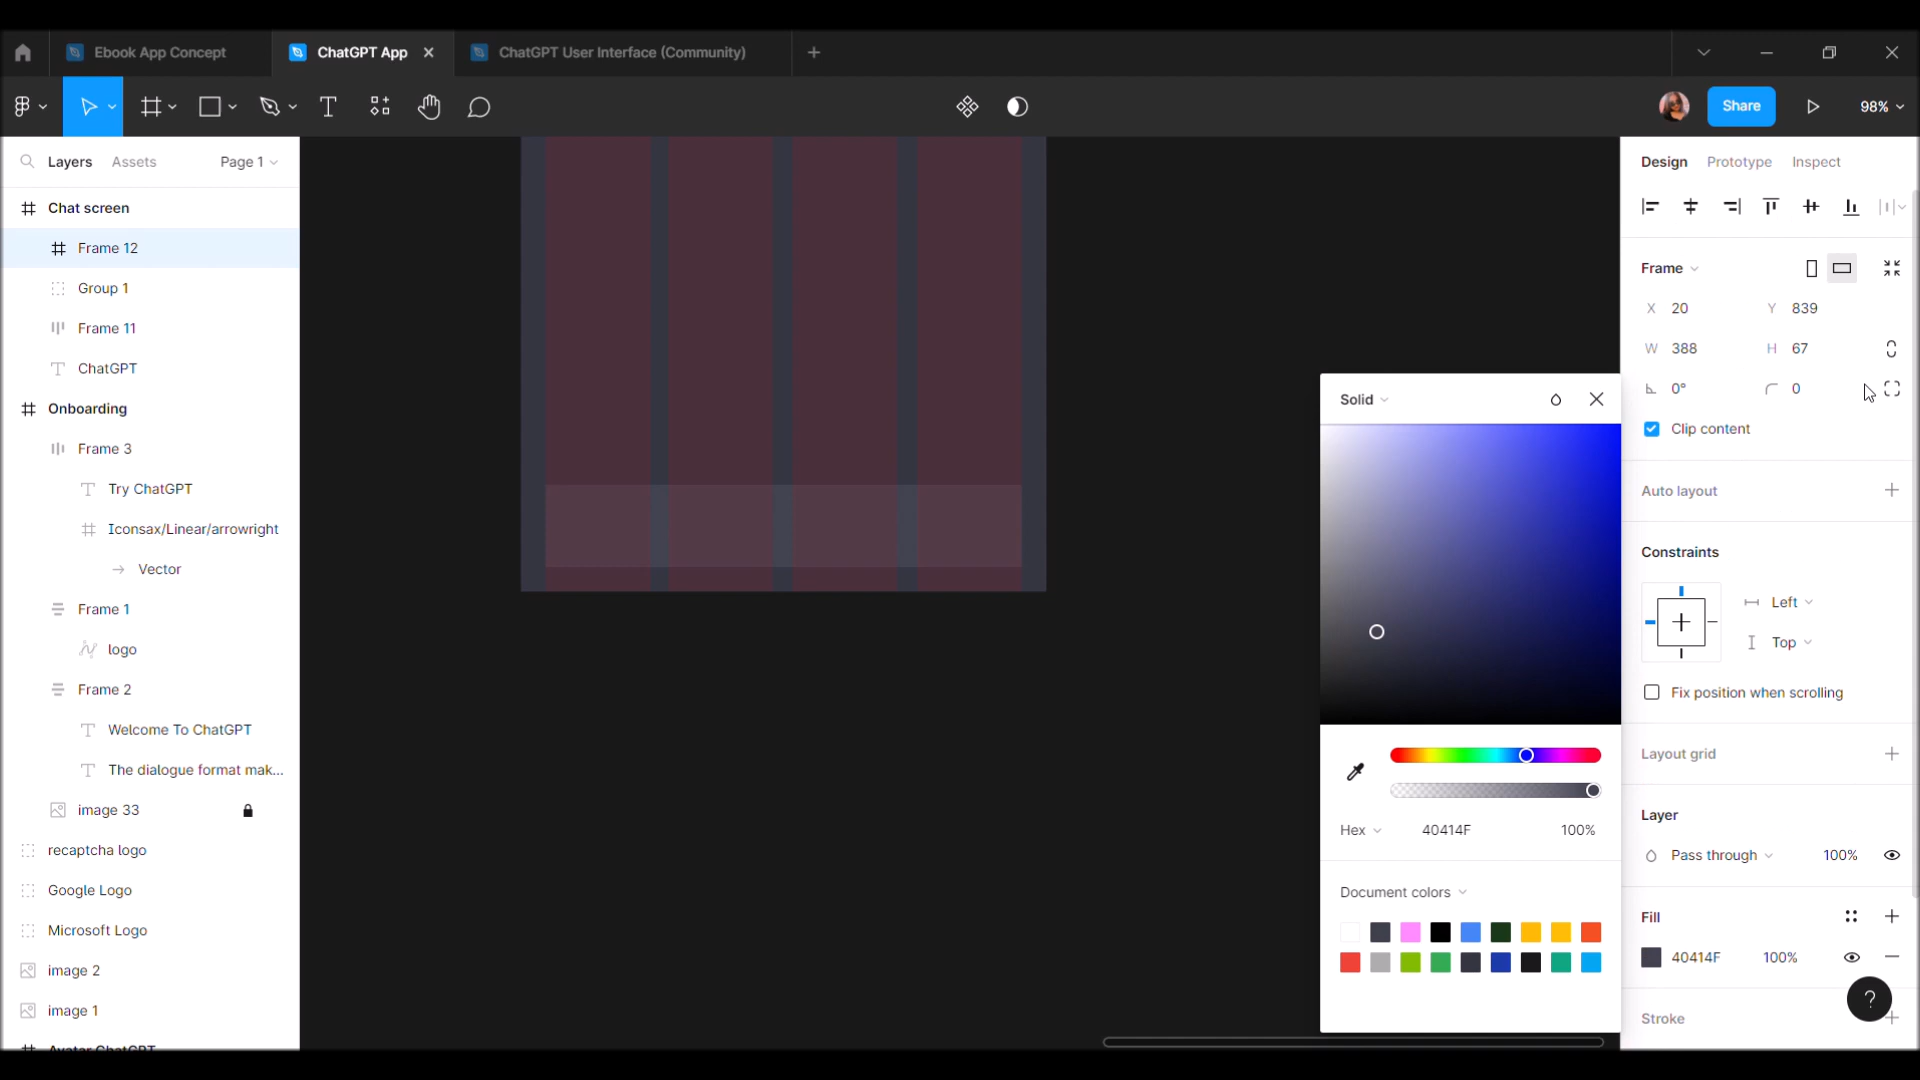 Ebook App Concept
ChatGPT App
ChatGPT User Interface (Community)
Share
98%
Layers
Assets
Page 1
Chat screen
Frame 12
Group 1
Frame 11
ChatGPT
Onboarding
Frame 3
Try ChatGPT
Iconsax/Linear/arrowright
Vector
Frame 1
logo
Frame 2
Welcome To ChatGPT
The dialogue format mak...
image 33
recaptcha logo
Google Logo
Microsoft Logo
image 2
image 1
Avatar ChatGPT
Solid
Hex
40414F
100%
Document colors
Design
Prototype
Inspect
Frame
X 20
Y 839
W 388
H 67
0°
0
Clip content
Auto layout
Constraints
Left
Top
Fix position when scrolling
Layout grid
Layer
Pass through
100%
Fill
40414F
100%
?
Stroke